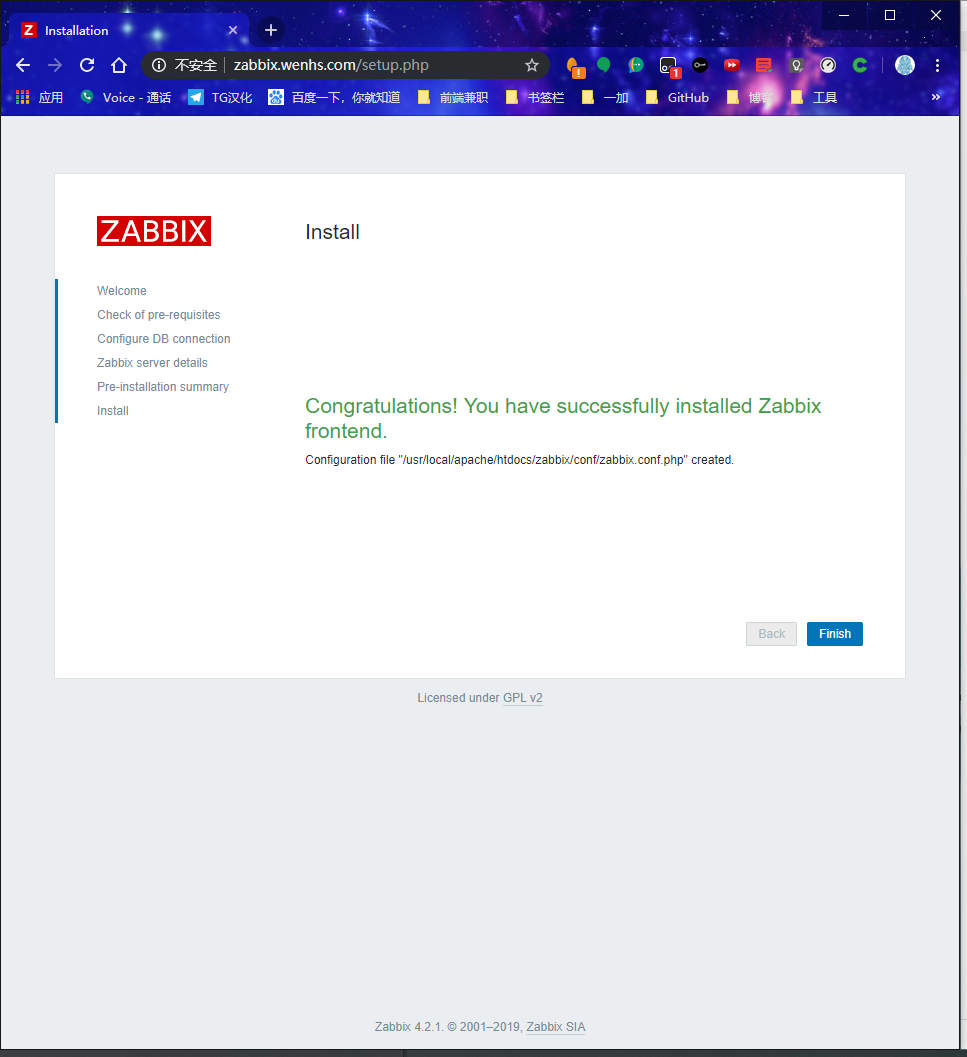 Z Installation
不安全 zabbix.wenhs.com/setup.php
! 1
应用 Voice - 通话 TG汉化 百度一下，你就知道 前端兼职 书签栏 一加 GitHub 博客 工具 »
ZABBIX
Install
Welcome
Check of pre-requisites
Configure DB connection
Zabbix server details
Pre-installation summary
Install
Congratulations! You have successfully installed Zabbix
frontend.
Configuration file "/usr/local/apache/htdocs/zabbix/conf/zabbix.conf.php" created.
Back Finish
Licensed under GPL v2
Zabbix 4.2.1. © 2001–2019, Zabbix SIA